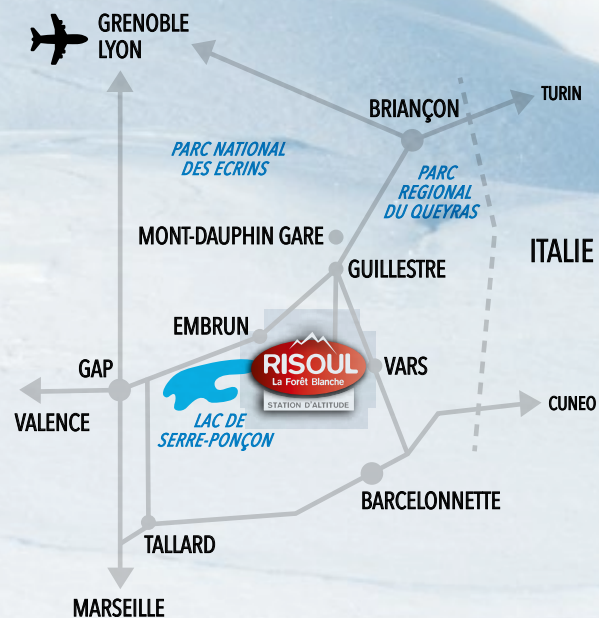 GRENOBLE
LYON
BRIANÇON
TURIN
PARC NATIONAL
DES ECRINS
PARC
REGIONAL
DU QUEYRAS
MONT-DAUPHIN GARE
ITALIE
GUILLESTRE
EMBRUN
RISOUL
La Forêt Blanche
STATION D'ALTITUDE
GAP
VARS
VALENCE
LAC DE
SERRE-PONÇON
CUNEO
BARCELONNETTE
TALLARD
MARSEILLE